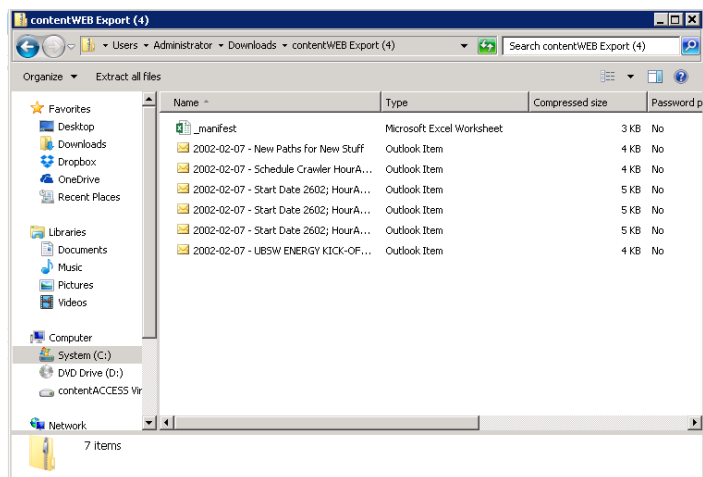 contentWEB Export (4)
Users Administrator Downloads contentWEB Export (4) Search contentWEB Export (4)
Organize Extract all files
Favorites
Desktop
Downloads
Dropbox
OneDrive
Recent Places
Libraries
Documents
Music
Pictures
Videos
Computer
System (C:)
DVD Drive (D:)
contentACCESS Vir
Network
Name Type Compressed size Password p
_manifest Microsoft Excel Worksheet 3 KB No
2002-02-07 - New Paths for New Stuff Outlook Item 4 KB No
2002-02-07 - Schedule Crawler HourA... Outlook Item 4 KB No
2002-02-07 - Start Date 2602; HourA... Outlook Item 5 KB No
2002-02-07 - Start Date 2602; HourA... Outlook Item 5 KB No
2002-02-07 - Start Date 2602; HourA... Outlook Item 5 KB No
2002-02-07 - UBSW ENERGY KICK-OF... Outlook Item 4 KB No
7 items